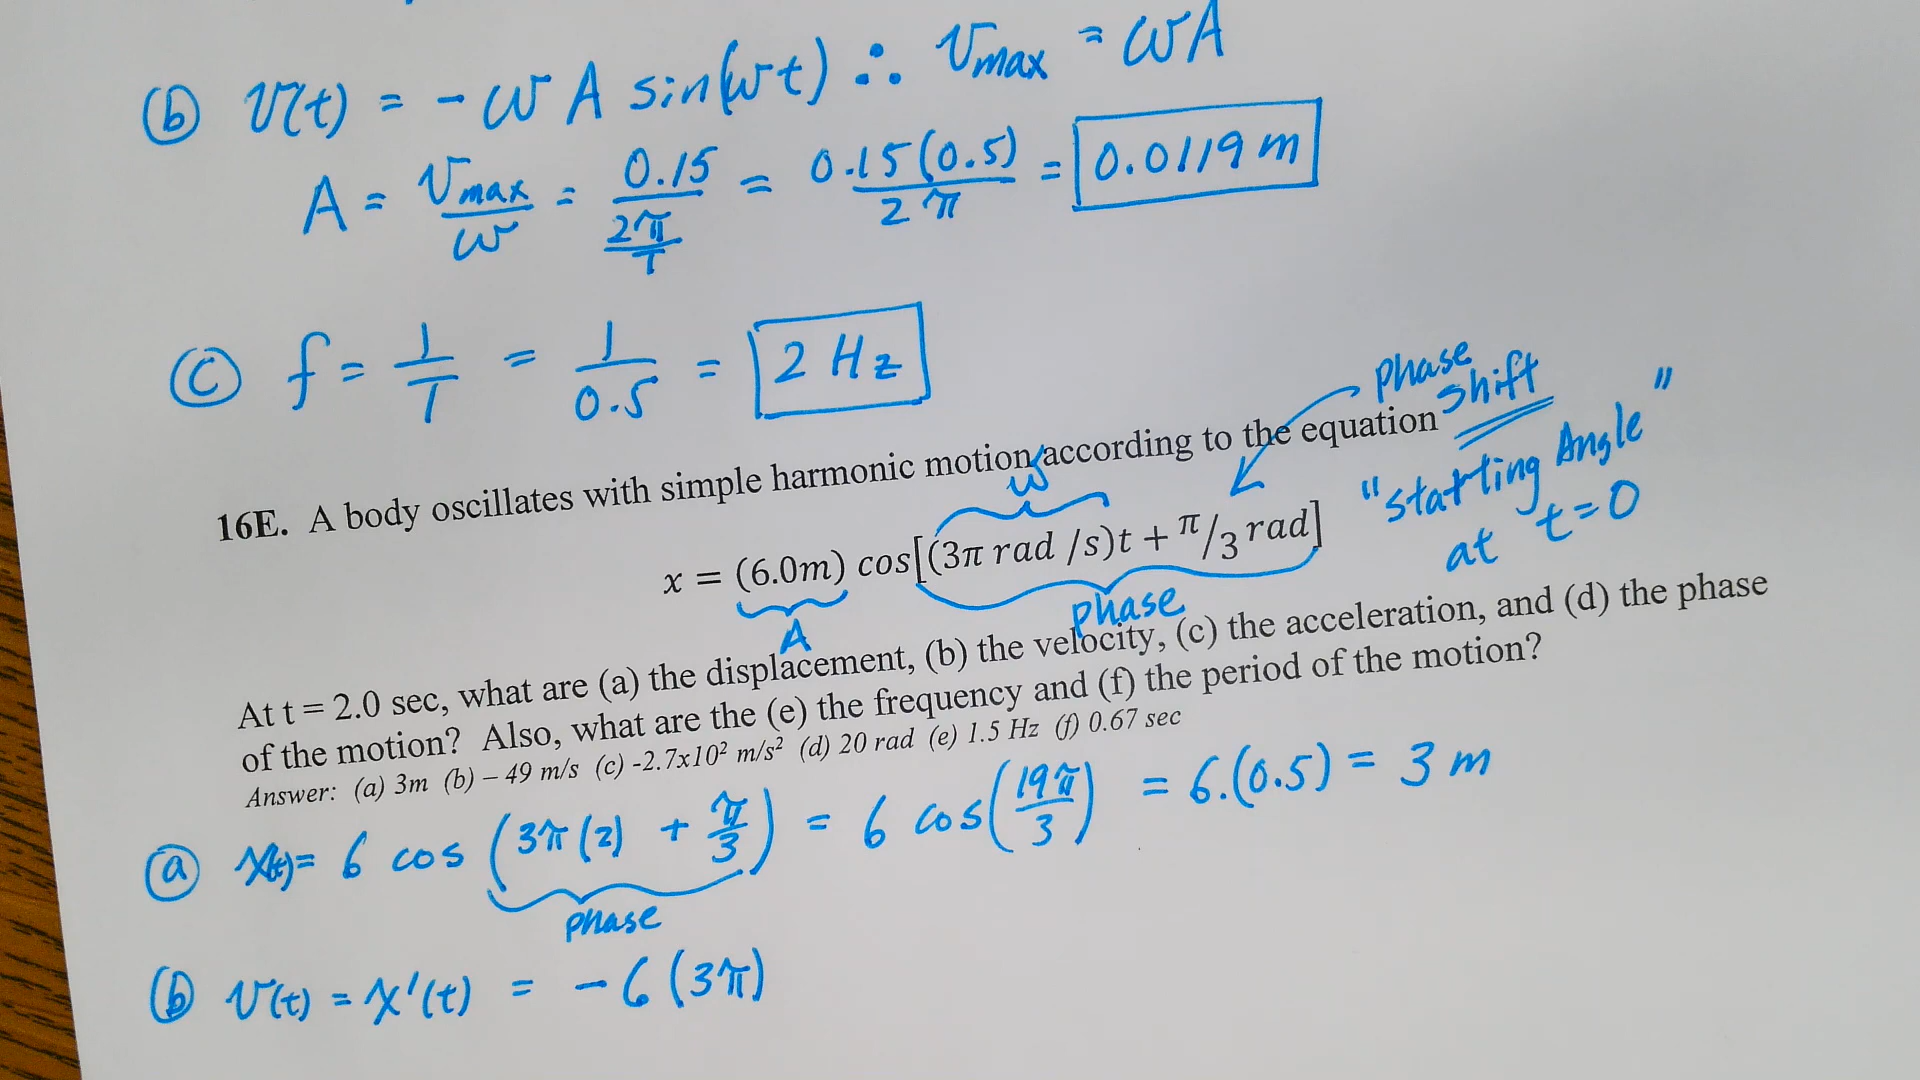 (b) v(t) = -ωA sin(ωt) ∴ vmax = ωA
A = vmax/ω = 0.15/(2π/T) = 0.15(0.5)/2π = 0.0119 m
(c) f = 1/T = 1/0.5 = 2 Hz
phase shift
"starting Angle" at t=0
16E. A body oscillates with simple harmonic motion according to the equation
ω
x = (6.0m) cos[(3π rad /s)t + π/3 rad]
A
phase
At t = 2.0 sec, what are (a) the displacement, (b) the velocity, (c) the acceleration, and (d) the phase
of the motion? Also, what are the (e) the frequency and (f) the period of the motion?
Answer: (a) 3m (b) – 49 m/s (c) -2.7x10² m/s² (d) 20 rad (e) 1.5 Hz (f) 0.67 sec
(a) x(t) = 6 cos(3π(2) + π/3) = 6 cos(19π/3) = 6.(0.5) = 3 m
phase
(b) v(t) = x'(t) = -6(3π)